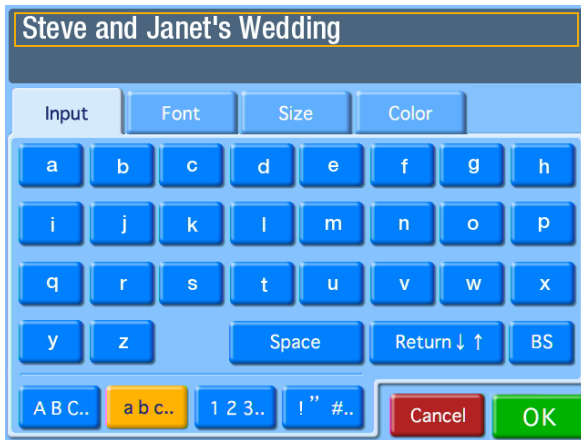 Steve and Janet's Wedding
Input Font Size Color
a b c d e f g h
i j k l m n o p
q r s t u v w x
y z Space Return↓↑ BS
A B C.. a b c.. 1 2 3.. ! ” #.. Cancel OK